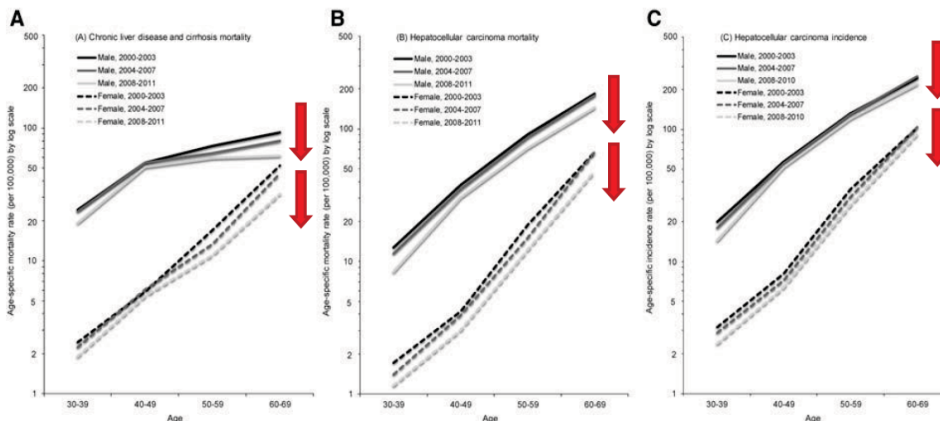 A
(A) Chronic liver disease and cirrhosis mortality
Male, 2000-2003
Male, 2004-2007
Male, 2008-2011
Female, 2000-2003
Female, 2004-2007
Female, 2008-2011
Age-specific mortality rate (per 100,000) by log scale
500
200
100
50
20
10
5
2
1
30-39
40-49
50-59
60-69
Age
B
(B) Hepatocellular carcinoma mortality
Male, 2000-2003
Male, 2004-2007
Male, 2008-2011
Female, 2000-2003
Female, 2004-2007
Female, 2008-2011
Age-specific mortality rate (per 100,000) by log scale
500
200
100
50
20
10
5
2
1
30-39
40-49
50-59
60-69
Age
C
(C) Hepatocellular carcinoma incidence
Male, 2000-2003
Male, 2004-2007
Male, 2008-2010
Female, 2000-2003
Female, 2004-2007
Female, 2008-2010
Age-specific incidence rate (per 100,000) by log scale
500
200
100
50
20
10
5
2
1
30-39
40-49
50-59
60-69
Age